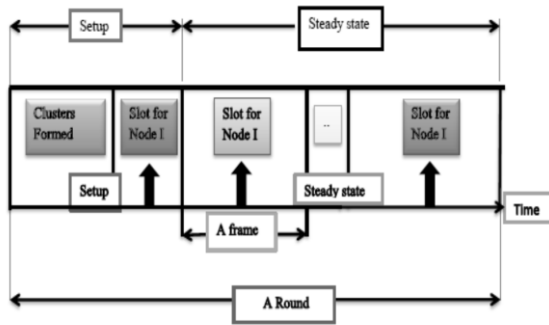 Setup
Steady state
Clusters
Formed
Slot for
Node I
Slot for
Node I
...
Slot for
Node I
Setup
Steady state
Time
A frame
A Round